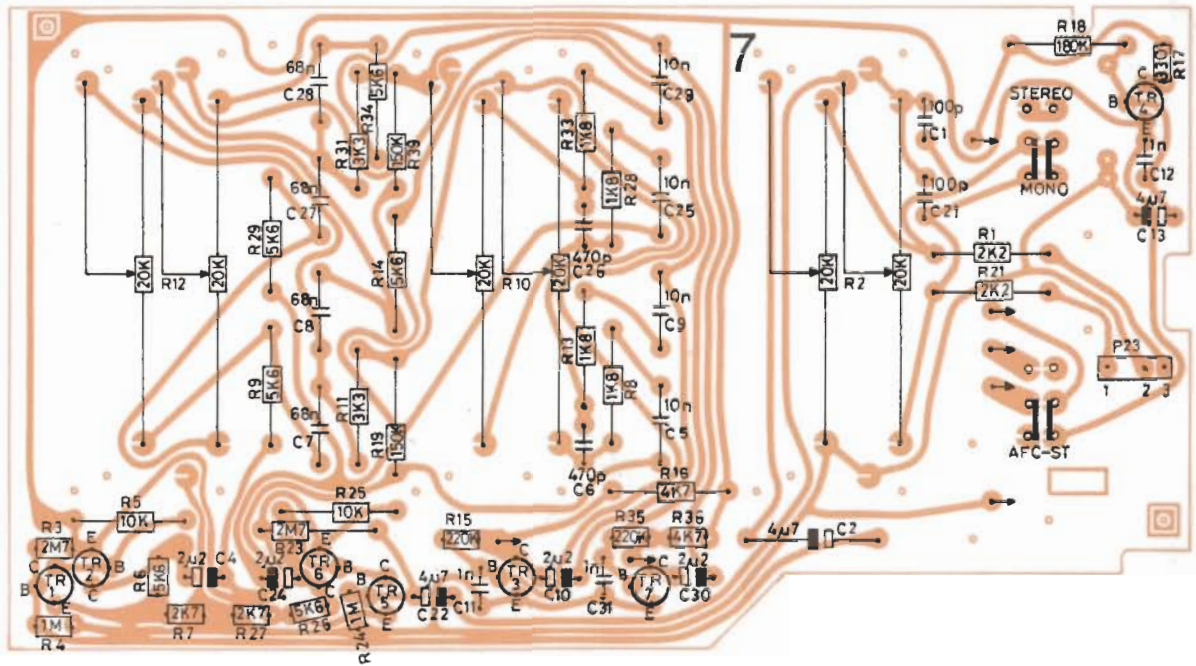 7
R18
180K
330
R17
68n
C28
5K6
R34
R31
3K3
150K
R39
R33
1K8
10n
C29
100p
C1
STEREO
C
B
TR
4
E
1n
C12
MONO
68n
C27
R28
1K8
10n
C25
100p
C21
4µ7
C13
R29
5K6
R14
5K6
470p
C26
R1
2K2
R21
2K2
20K
R12
20K
20K
R10
20K
20K
R2
20K
68n
C8
10n
C9
R13
1K8
R8
1K8
P23
1 2 3
R9
5K6
R11
3K3
68n
C7
R19
150K
10n
C5
470p
C6
AFC-ST
R16
4K7
R5
10K
R25
10K
2M7
R23
R15
220K
R35
220K
R36
4K7
4µ7
C2
R3
2M7
E
TR
2
B
C
C
B
TR
1
E
R6
5K6
2µ2
C4
2µ2
C24
E
TR
6
B
C
C
TR
5
B
E
4µ7
C22
1n
C11
C
B
TR
3
E
2µ2
C10
1n
C31
C
B
TR
7
E
2µ2
C30
1M
R4
2K7
R7
2K7
R27
5K6
R26
1M
R24